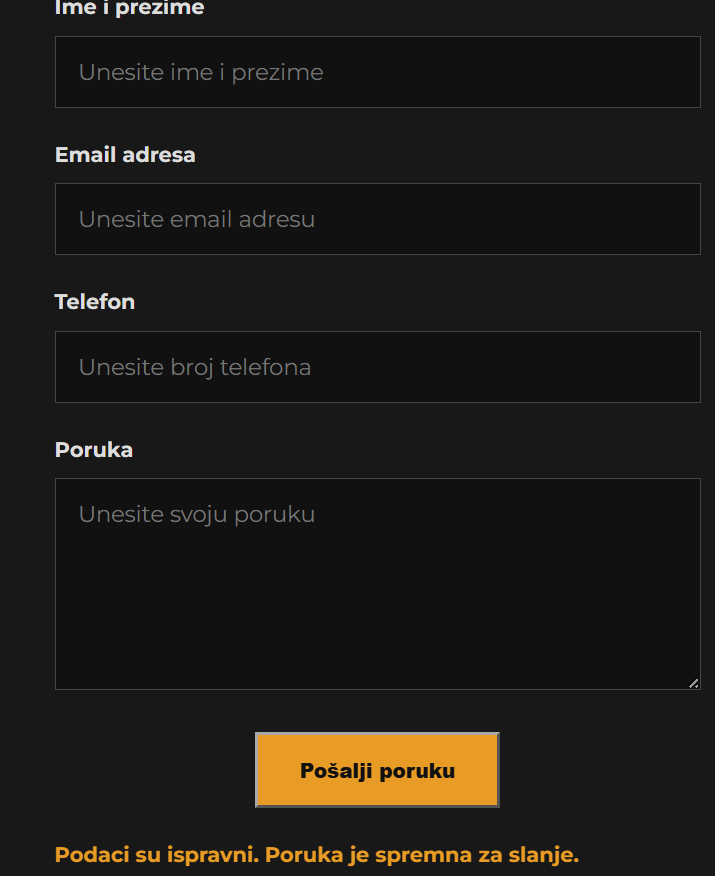 Ime i prezime
Unesite ime i prezime
Email adresa
Unesite email adresu
Telefon
Unesite broj telefona
Poruka
Unesite svoju poruku
Pošalji poruku
Podaci su ispravni. Poruka je spremna za slanje.